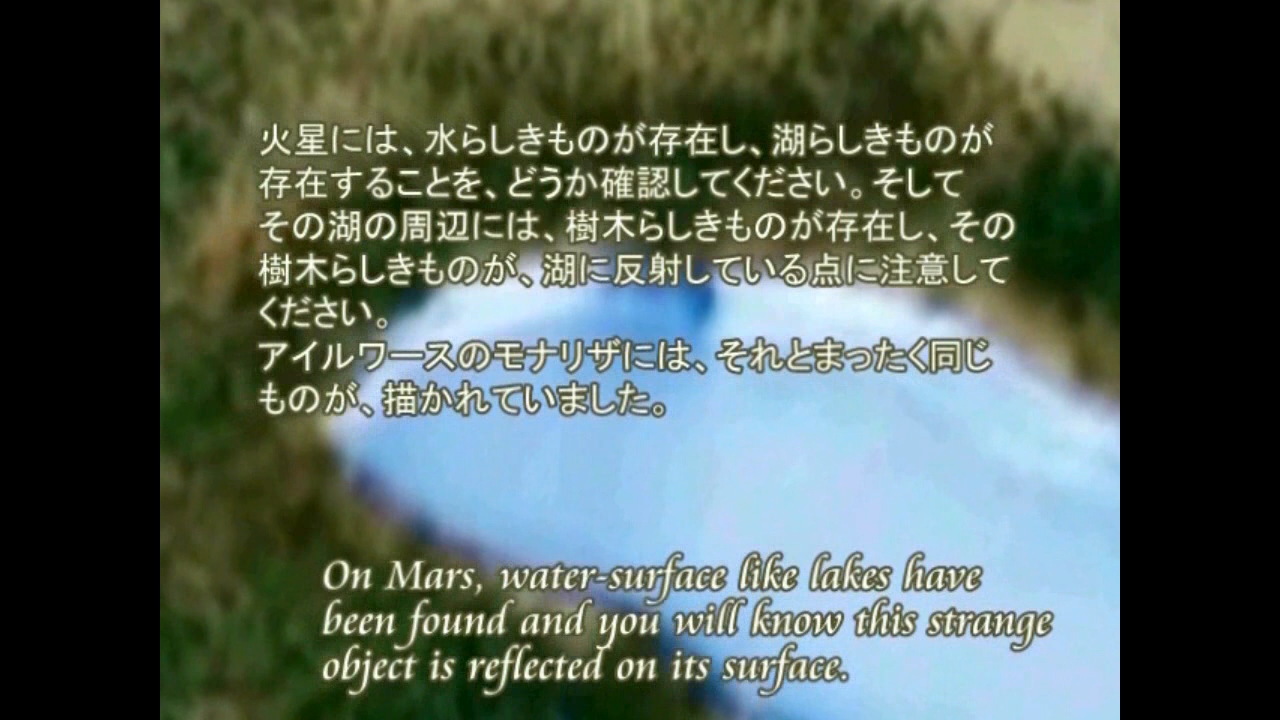 火星には、水らしきものが存在し、湖らしきものが
存在することを、どうか確認してください。そして
その湖の周辺には、樹木らしきものが存在し、その
樹木らしきものが、湖に反射している点に注意して
ください。
アイルワースのモナリザには、それとまったく同じ
ものが、描かれていました。
On Mars, water-surface like lakes have
been found and you will know this strange
object is reflected on its surface.